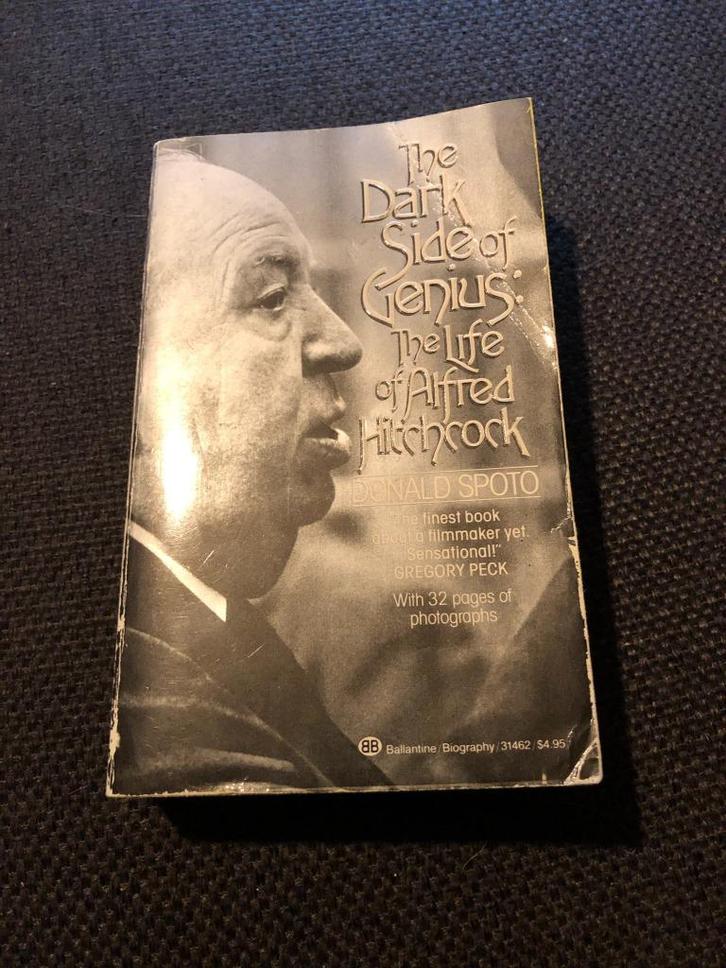 The
Dark
Side of
Genius:
The Life
of Alfred
Hitchcock
DONALD SPOTO
"The finest book
about a filmmaker yet.
Sensational!"
GREGORY PECK
With 32 pages of
photographs
BB Ballantine/Biography/31462/$4.95